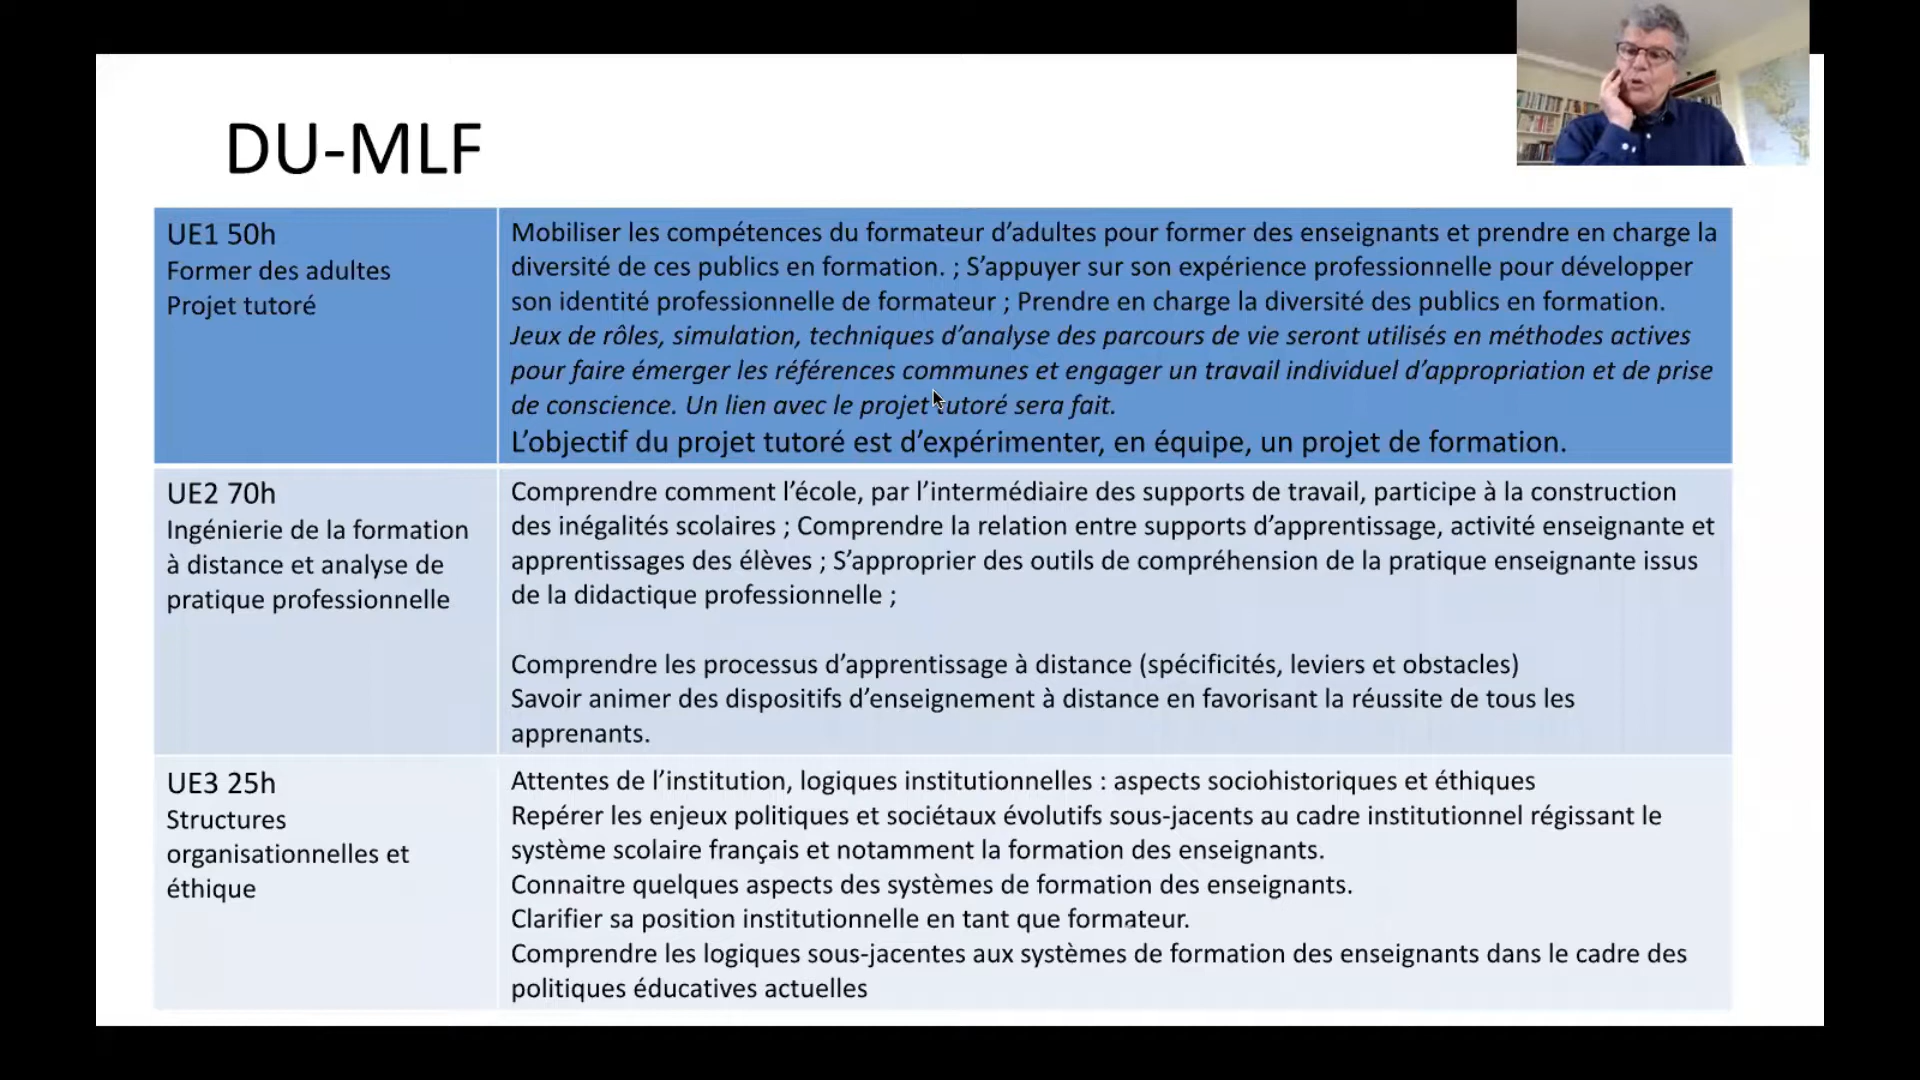 DU-MLF
UE1 50h
Former des adultes
Projet tutoré
Mobiliser les compétences du formateur d’adultes pour former des enseignants et prendre en charge la
diversité de ces publics en formation. ; S’appuyer sur son expérience professionnelle pour développer
son identité professionnelle de formateur ; Prendre en charge la diversité des publics en formation.
Jeux de rôles, simulation, techniques d’analyse des parcours de vie seront utilisés en méthodes actives
pour faire émerger les références communes et engager un travail individuel d’appropriation et de prise
de conscience. Un lien avec le projet tutoré sera fait.
L’objectif du projet tutoré est d’expérimenter, en équipe, un projet de formation.
UE2 70h
Ingénierie de la formation
à distance et analyse de
pratique professionnelle
Comprendre comment l’école, par l’intermédiaire des supports de travail, participe à la construction
des inégalités scolaires ; Comprendre la relation entre supports d’apprentissage, activité enseignante et
apprentissages des élèves ; S’approprier des outils de compréhension de la pratique enseignante issus
de la didactique professionnelle ;
Comprendre les processus d’apprentissage à distance (spécificités, leviers et obstacles)
Savoir animer des dispositifs d’enseignement à distance en favorisant la réussite de tous les
apprenants.
UE3 25h
Structures
organisationnelles et
éthique
Attentes de l’institution, logiques institutionnelles : aspects sociohistoriques et éthiques
Repérer les enjeux politiques et sociétaux évolutifs sous-jacents au cadre institutionnel régissant le
système scolaire français et notamment la formation des enseignants.
Connaitre quelques aspects des systèmes de formation des enseignants.
Clarifier sa position institutionnelle en tant que formateur.
Comprendre les logiques sous-jacentes aux systèmes de formation des enseignants dans le cadre des
politiques éducatives actuelles